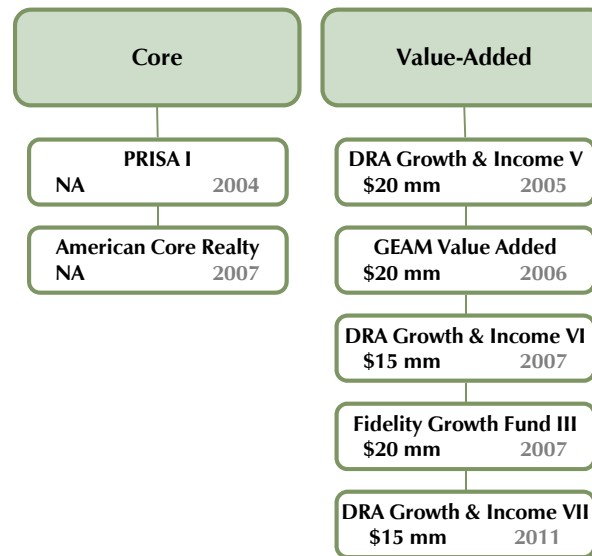 Core
PRISA I
NA 2004
American Core Realty
NA 2007
Value-Added
DRA Growth & Income V
$20 mm 2005
GEAM Value Added
$20 mm 2006
DRA Growth & Income VI
$15 mm 2007
Fidelity Growth Fund III
$20 mm 2007
DRA Growth & Income VII
$15 mm 2011